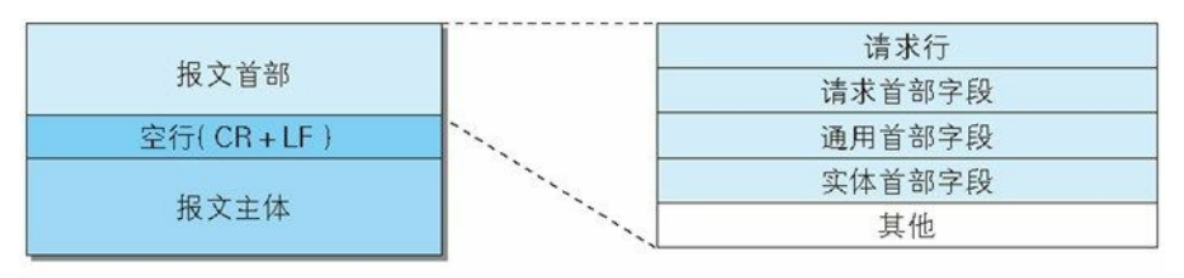 报文首部
空行( CR + LF )
报文主体
请求行
请求首部字段
通用首部字段
实体首部字段
其他